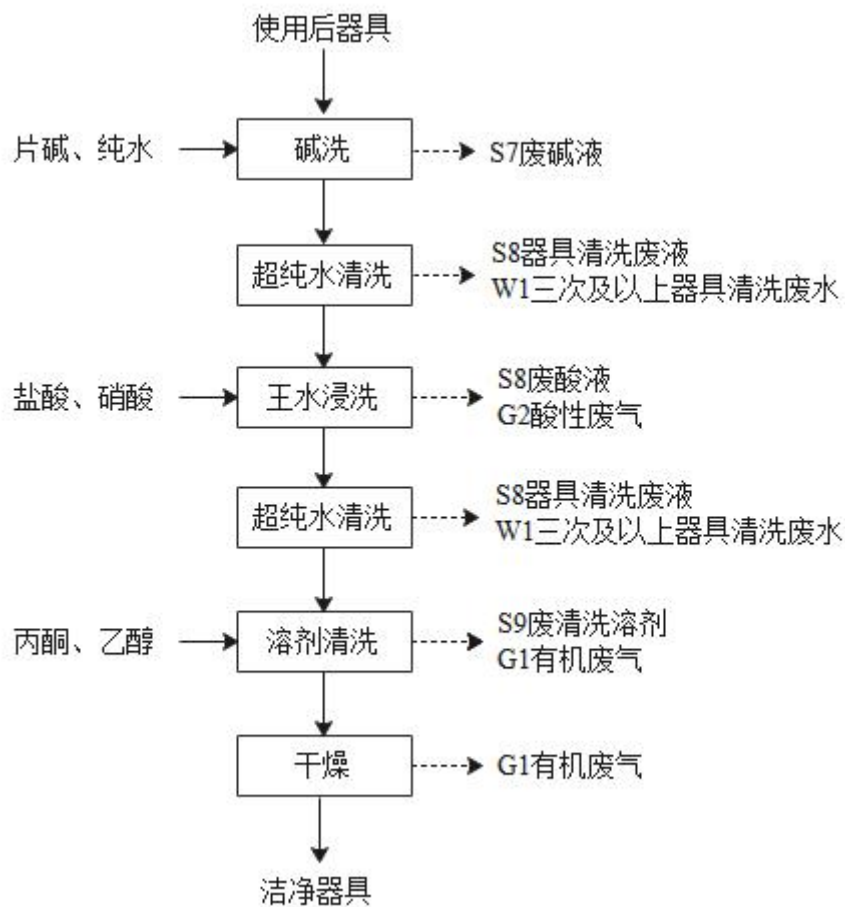 使用后器具
片碱、纯水
碱洗
S7废碱液
超纯水清洗
S8器具清洗废液
W1三次及以上器具清洗废水
盐酸、硝酸
王水浸洗
S8废酸液
G2酸性废气
超纯水清洗
S8器具清洗废液
W1三次及以上器具清洗废水
丙酮、乙醇
溶剂清洗
S9废清洗溶剂
G1有机废气
干燥
G1有机废气
洁净器具